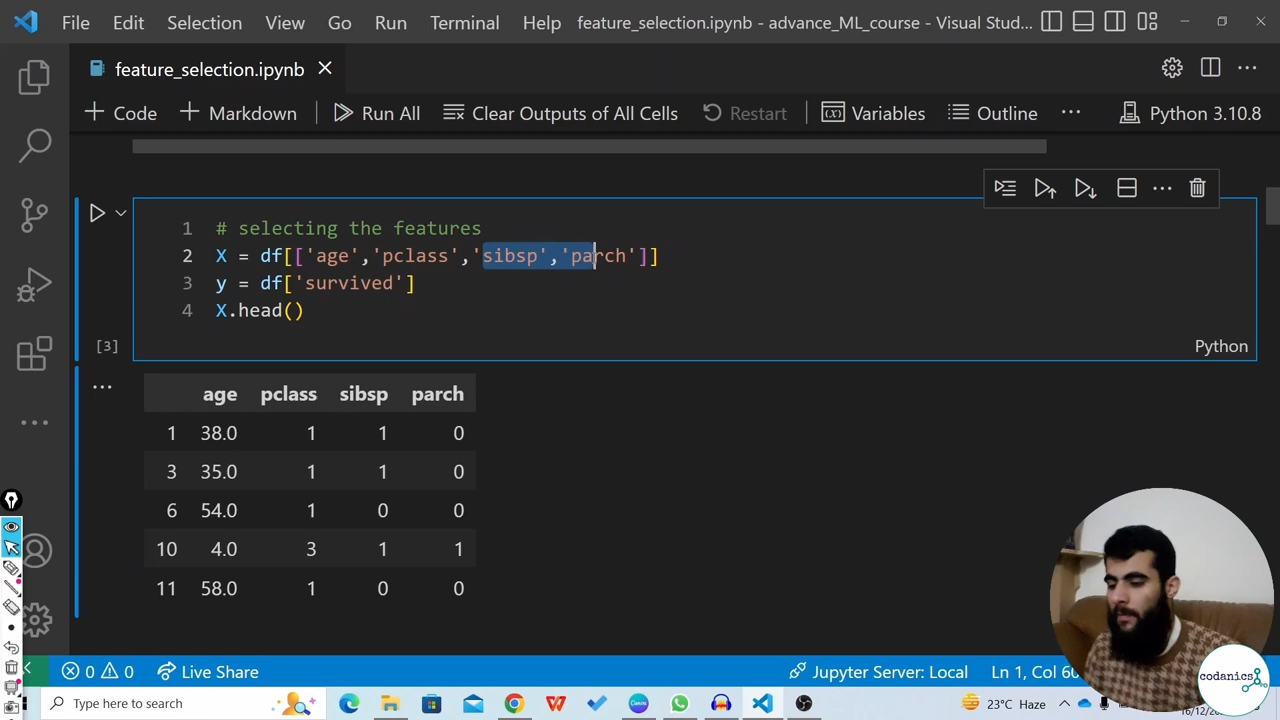 File Edit Selection View Go Run Terminal Help feature_selection.ipynb - advance_ML_course - Visual Stud...
feature_selection.ipynb
Code Markdown Run All Clear Outputs of All Cells Restart Variables Outline Python 3.10.8
1 # selecting the features
2 X = df[['age','pclass','sibsp','parch']]
3 y = df['survived']
4 X.head()
[3] Python
age pclass sibsp parch
1 38.0 1 1 0
3 35.0 1 1 0
6 54.0 1 0 0
10 4.0 3 1 1
11 58.0 1 0 0
codanics
0 0 Live Share Jupyter Server: Local Ln 1, Col 60
Type here to search 23°C Haze